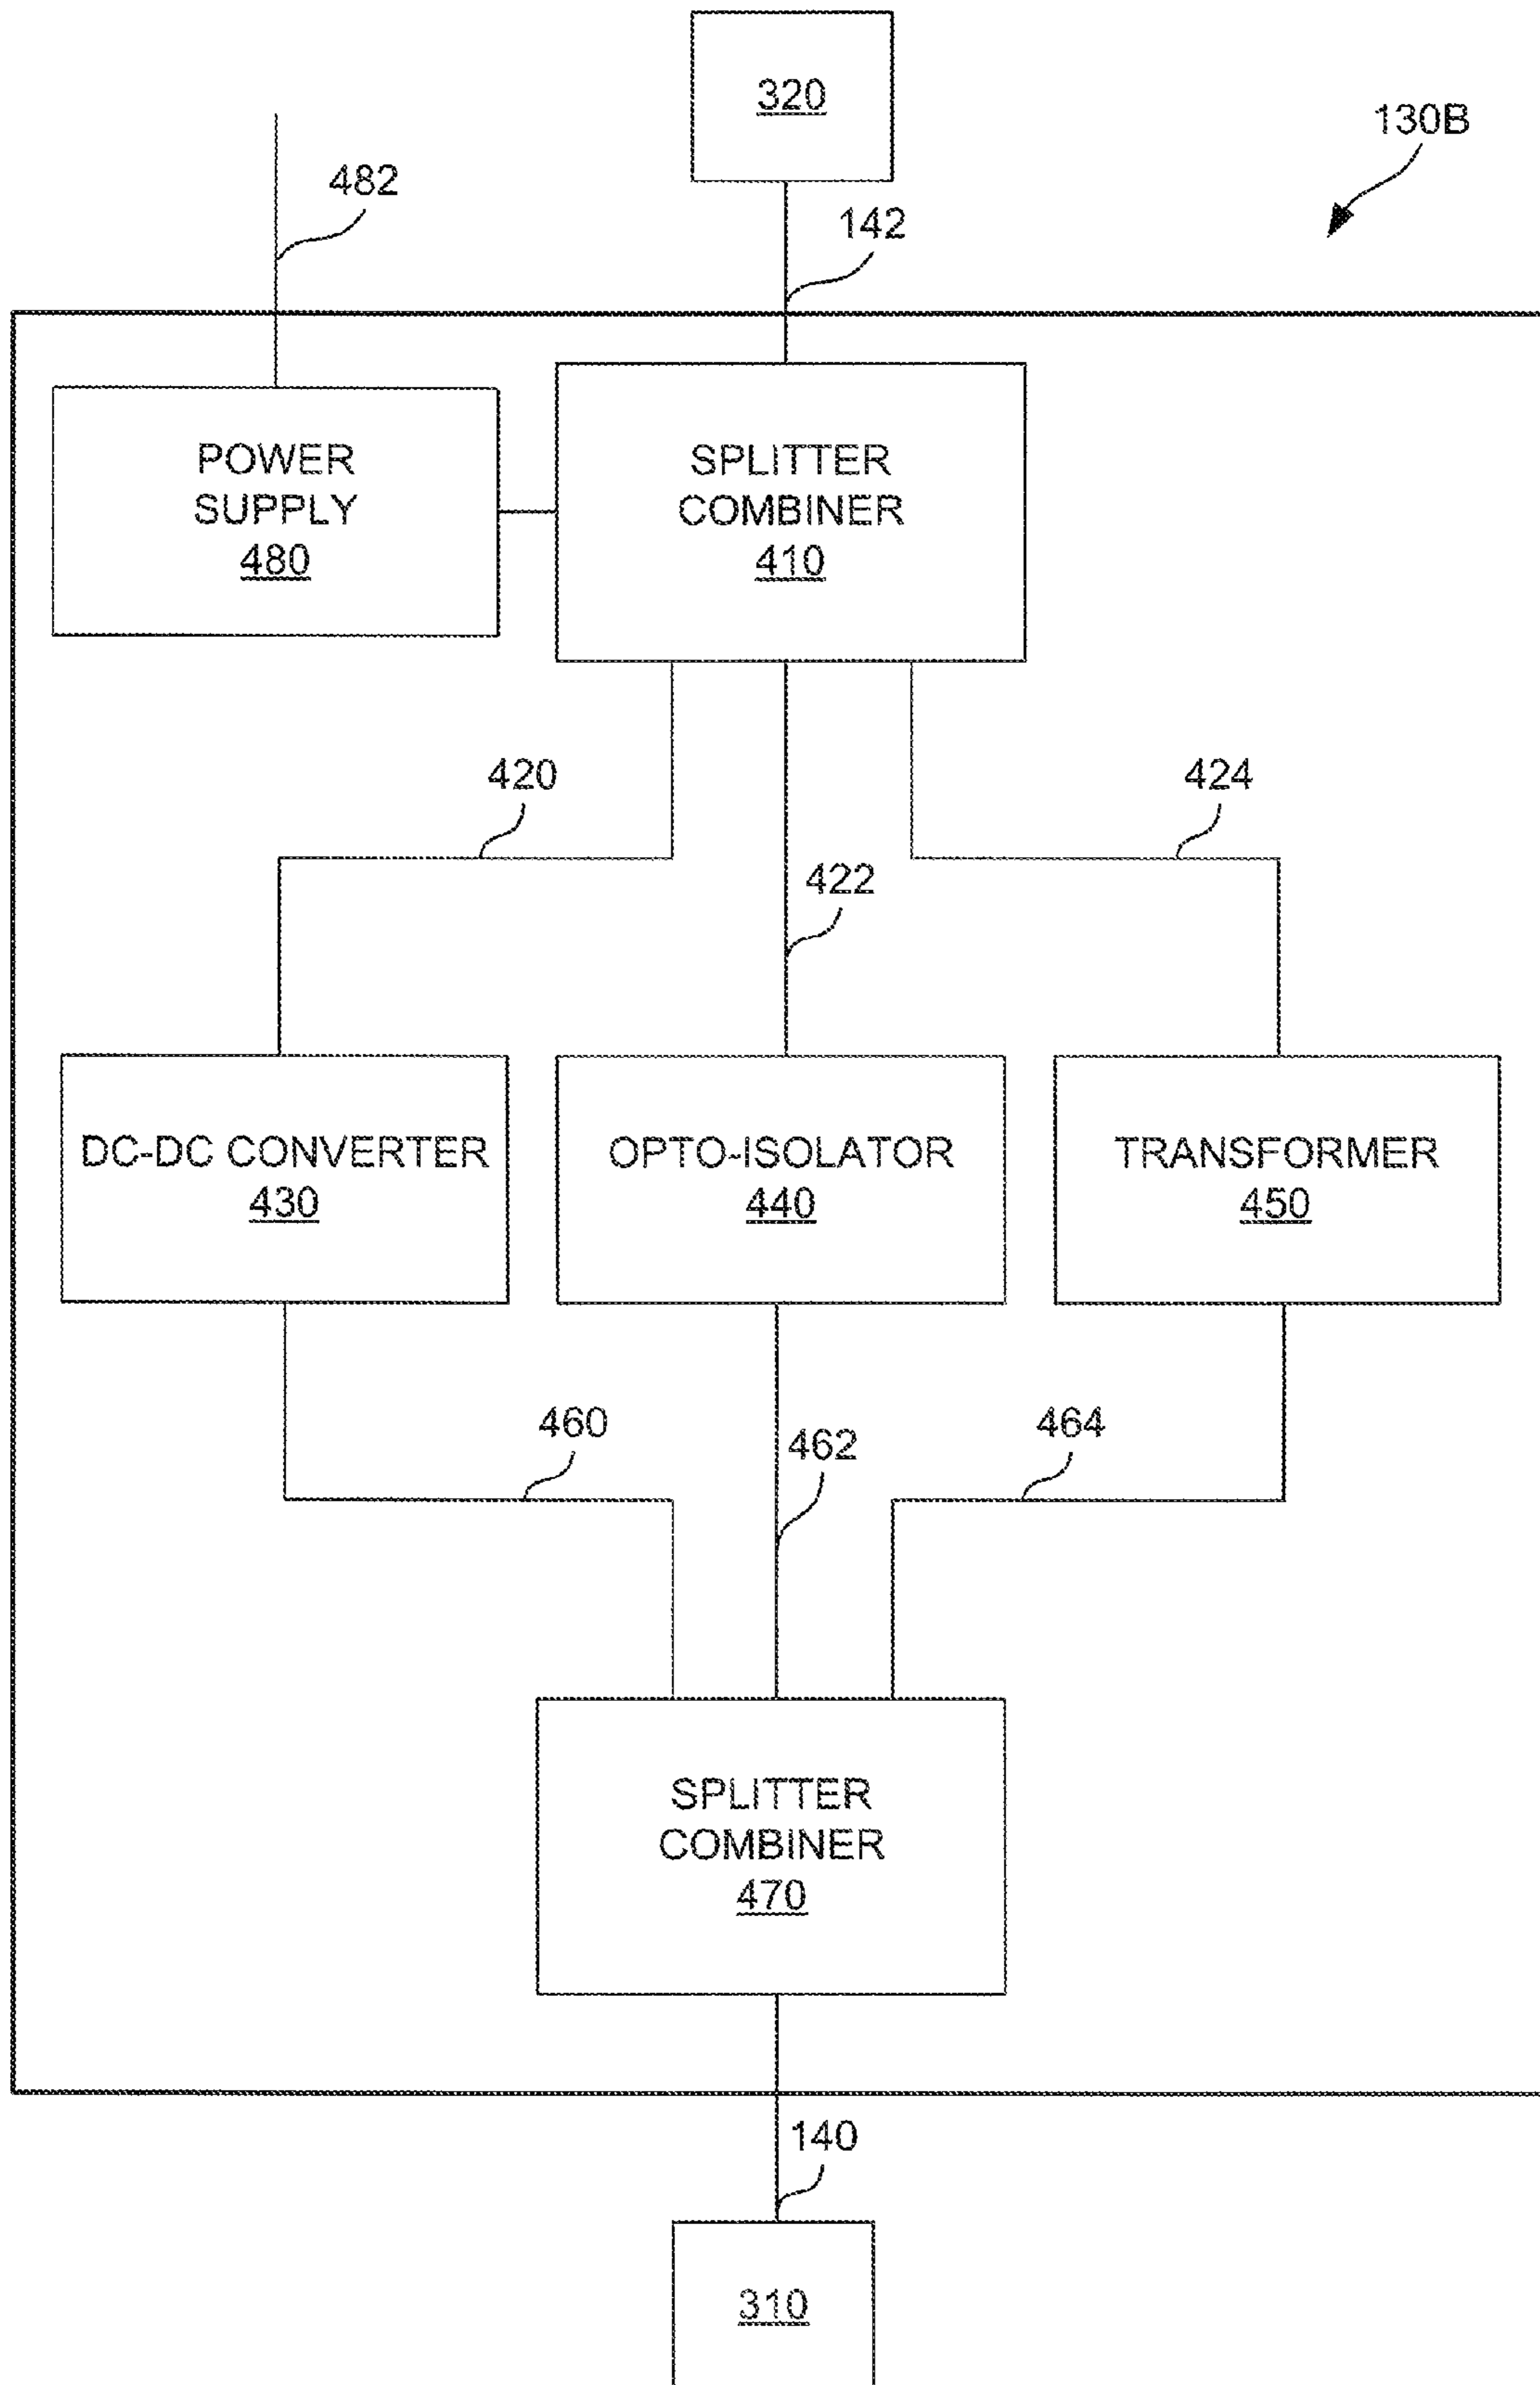 320
130B
482
142
POWER
SUPPLY
480
SPLITTER
COMBINER
410
420
424
422
DC-DC CONVERTER
430
OPTO-ISOLATOR
440
TRANSFORMER
450
460
462
464
SPLITTER
COMBINER
470
140
310